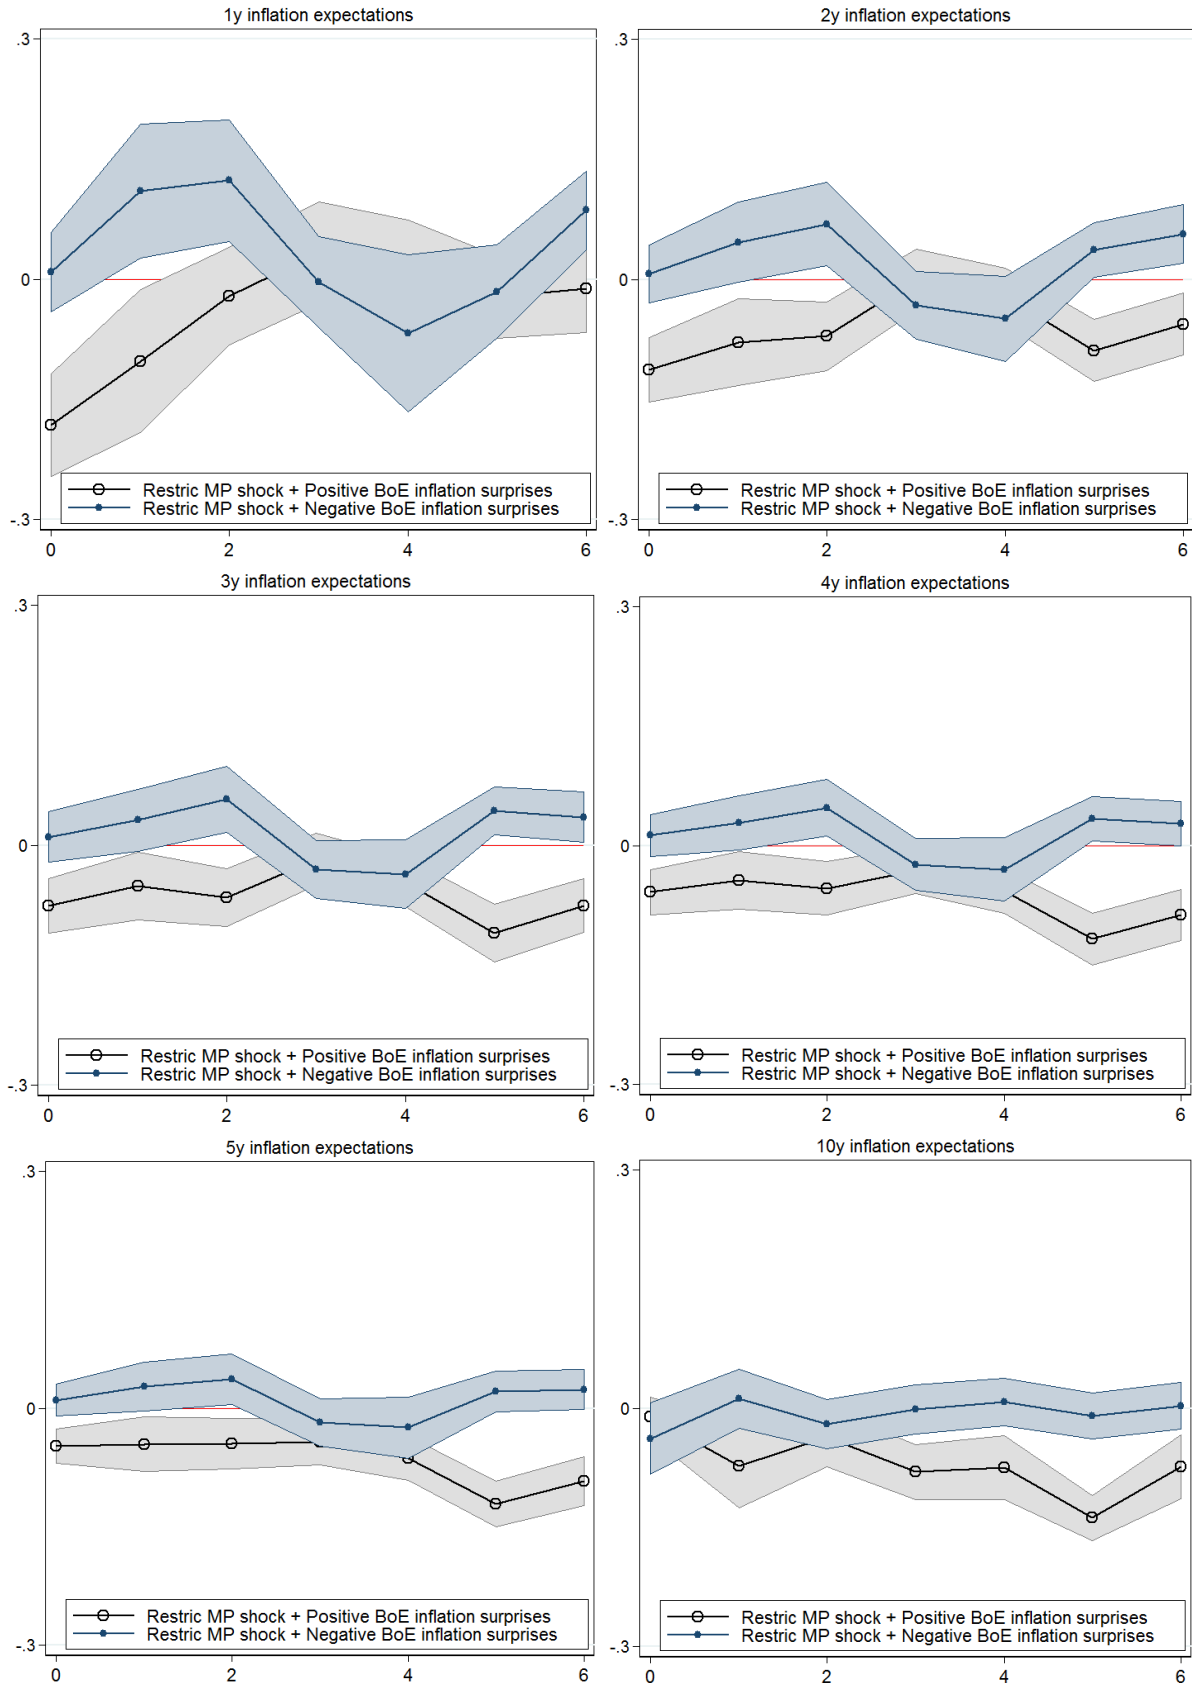 1y inflation expectations
.3
0
-.3
Restric MP shock + Positive BoE inflation surprises
Restric MP shock + Negative BoE inflation surprises
0 2 4 6
2y inflation expectations
.3
0
-.3
Restric MP shock + Positive BoE inflation surprises
Restric MP shock + Negative BoE inflation surprises
0 2 4 6
3y inflation expectations
.3
0
-.3
Restric MP shock + Positive BoE inflation surprises
Restric MP shock + Negative BoE inflation surprises
0 2 4 6
4y inflation expectations
.3
0
-.3
Restric MP shock + Positive BoE inflation surprises
Restric MP shock + Negative BoE inflation surprises
0 2 4 6
5y inflation expectations
.3
0
-.3
Restric MP shock + Positive BoE inflation surprises
Restric MP shock + Negative BoE inflation surprises
0 2 4 6
10y inflation expectations
.3
0
-.3
Restric MP shock + Positive BoE inflation surprises
Restric MP shock + Negative BoE inflation surprises
0 2 4 6